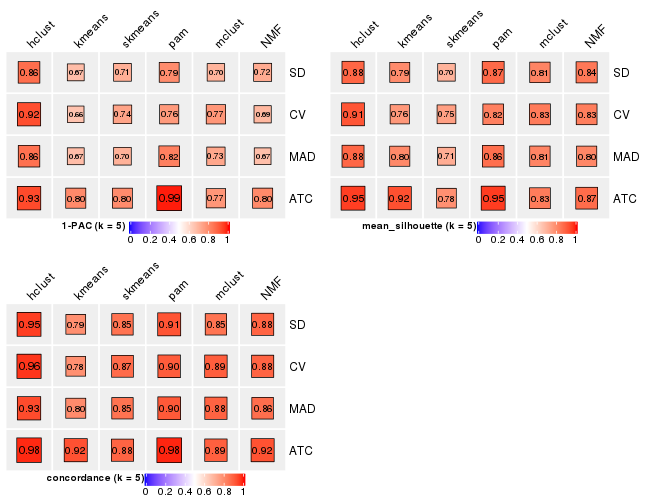 hclust kmeans skmeans pam mclust NMF
0.86 0.67 0.71 0.79 0.70 0.72 SD
0.92 0.66 0.74 0.76 0.77 0.69 CV
0.86 0.67 0.70 0.82 0.73 0.67 MAD
0.93 0.80 0.80 0.99 0.77 0.80 ATC
1-PAC (k = 5)
0 0.2 0.4 0.6 0.8 1
hclust kmeans skmeans pam mclust NMF
0.88 0.79 0.70 0.87 0.81 0.84 SD
0.91 0.76 0.75 0.82 0.83 0.83 CV
0.88 0.80 0.71 0.86 0.81 0.80 MAD
0.95 0.92 0.78 0.95 0.83 0.87 ATC
mean_silhouette (k = 5)
0 0.2 0.4 0.6 0.8 1
hclust kmeans skmeans pam mclust NMF
0.95 0.79 0.85 0.91 0.85 0.88 SD
0.96 0.78 0.87 0.90 0.89 0.88 CV
0.93 0.80 0.85 0.90 0.88 0.86 MAD
0.98 0.92 0.88 0.98 0.89 0.92 ATC
concordance (k = 5)
0 0.2 0.4 0.6 0.8 1